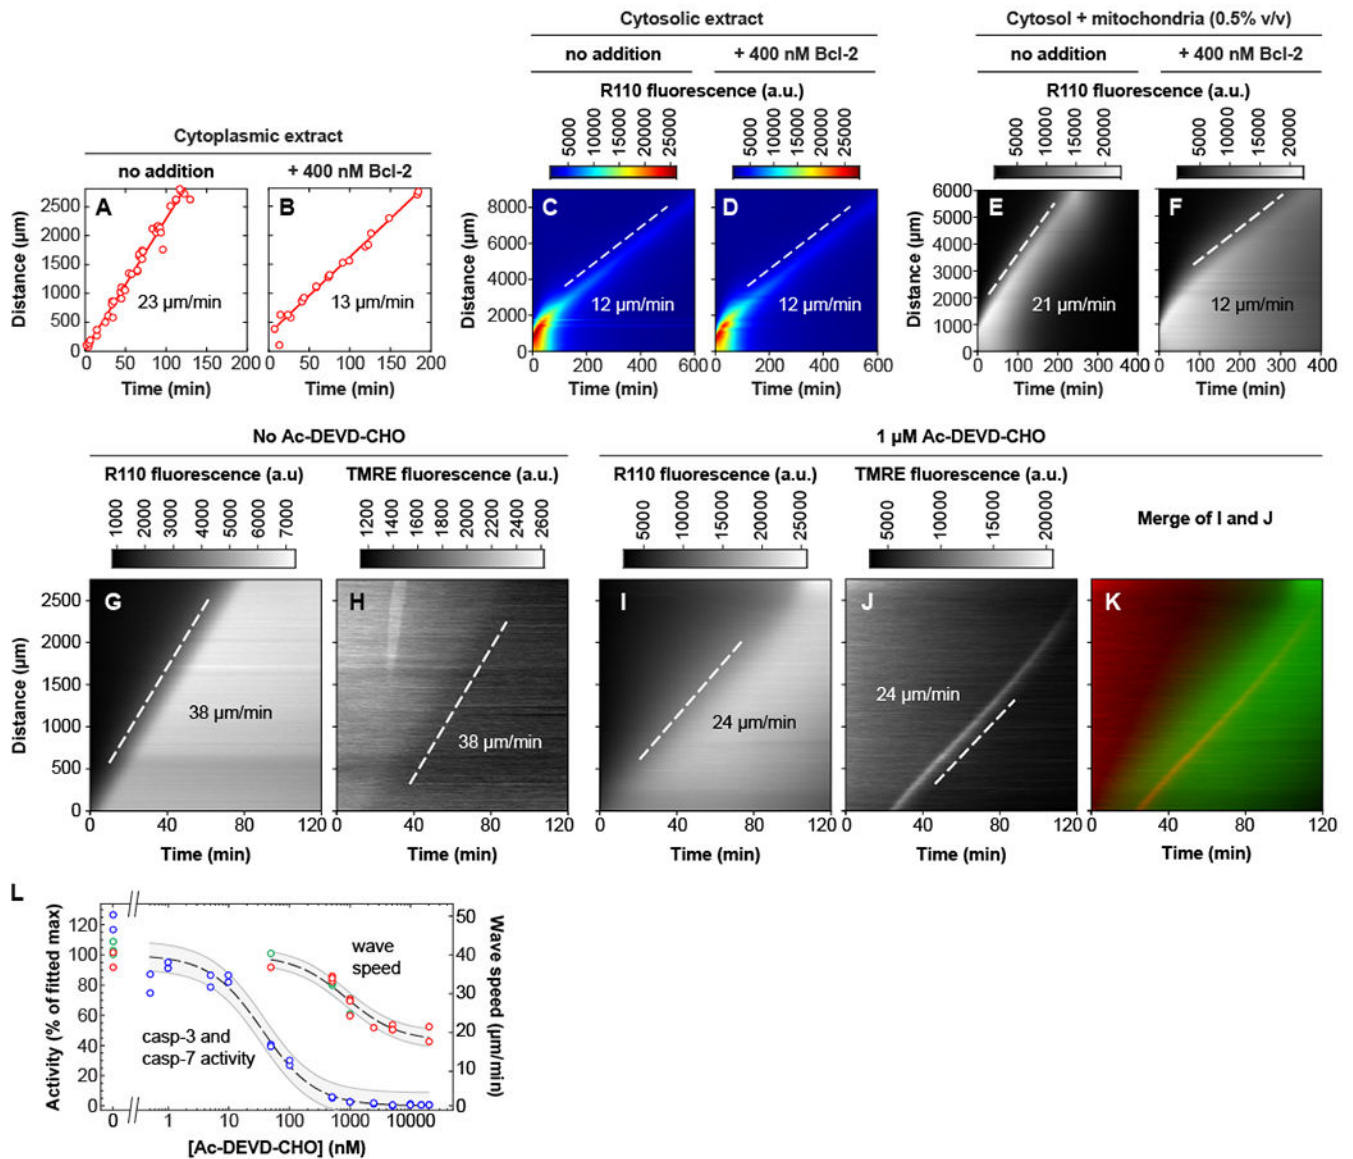 Cytosolic extract
Cytosol + mitochondria (0.5% v/v)
no addition
+ 400 nM Bcl-2
no addition
+ 400 nM Bcl-2
R110 fluorescence (a.u.)
R110 fluorescence (a.u.)
5000 10000 15000 20000 25000
5000 10000 15000 20000 25000
5000 10000 15000 20000
5000 10000 15000 20000
Cytoplasmic extract
no addition
+ 400 nM Bcl-2
A
23 µm/min
Distance (µm)
2500
2000
1500
1000
500
0
0 50 100 150 200
Time (min)
B
13 µm/min
0 50 100 150 200
Time (min)
C
12 µm/min
Distance (µm)
8000
6000
4000
2000
0
0 200 400 600
Time (min)
D
12 µm/min
0 200 400 600
Time (min)
E
21 µm/min
Distance (µm)
6000
5000
4000
3000
2000
1000
0
0 100 200 300 400
Time (min)
F
12 µm/min
0 100 200 300 400
Time (min)
No Ac-DEVD-CHO
1 µM Ac-DEVD-CHO
R110 fluorescence (a.u)
1000 2000 3000 4000 5000 6000 7000
TMRE fluorescence (a.u.)
1200 1400 1600 1800 2000 2200 2400 2600
R110 fluorescence (a.u.)
5000 10000 15000 20000 25000
TMRE fluorescence (a.u.)
5000 10000 15000 20000
Merge of I and J
G
38 µm/min
Distance (µm)
2500
2000
1500
1000
500
0
0 40 80 120
Time (min)
H
38 µm/min
0 40 80 120
Time (min)
I
24 µm/min
0 40 80 120
Time (min)
J
24 µm/min
0 40 80 120
Time (min)
K
0 40 80 120
Time (min)
L
Activity (% of fitted max)
120
100
80
60
40
20
0
wave
speed
casp-3 and
casp-7 activity
50
40
30
20
10
0
Wave speed (µm/min)
0 1 10 100 1000 10000
[Ac-DEVD-CHO] (nM)